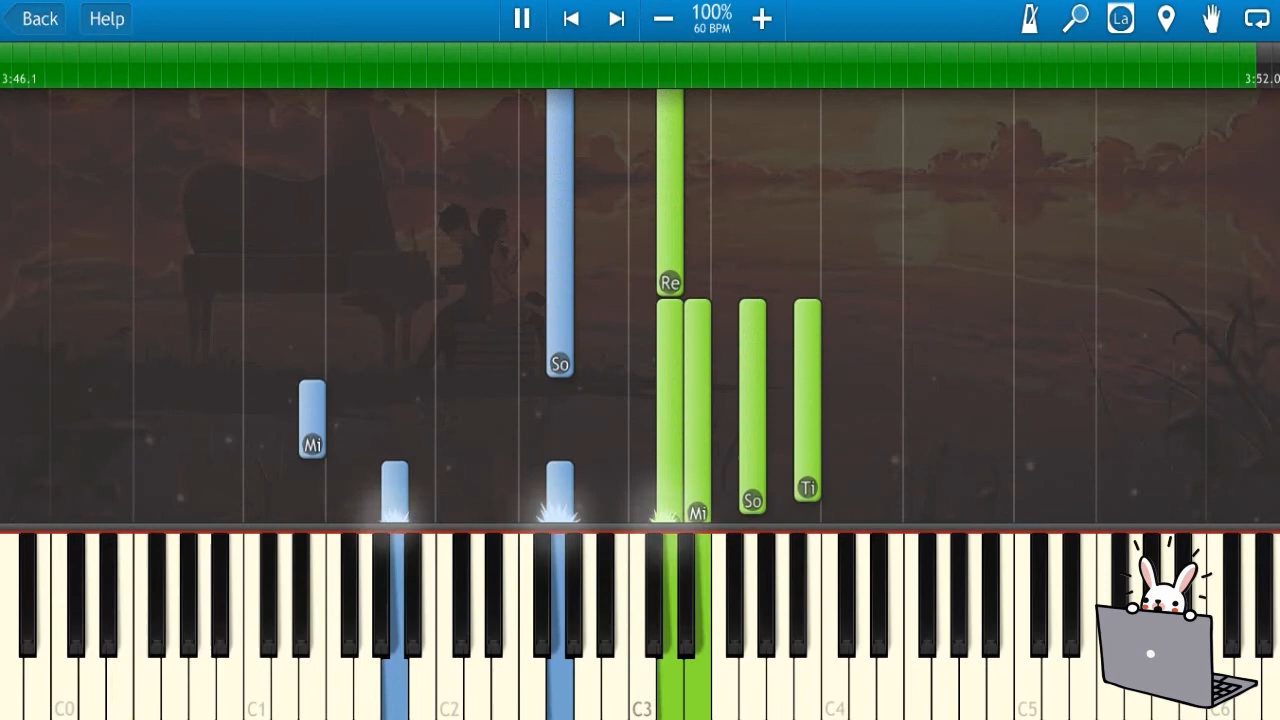 Back
Help
100%
60 BPM
La
3:46.1
3:52.0
Re
So
Mi
So
Ti
Mi
C0
C1
C2
C3
C4
C5
C6